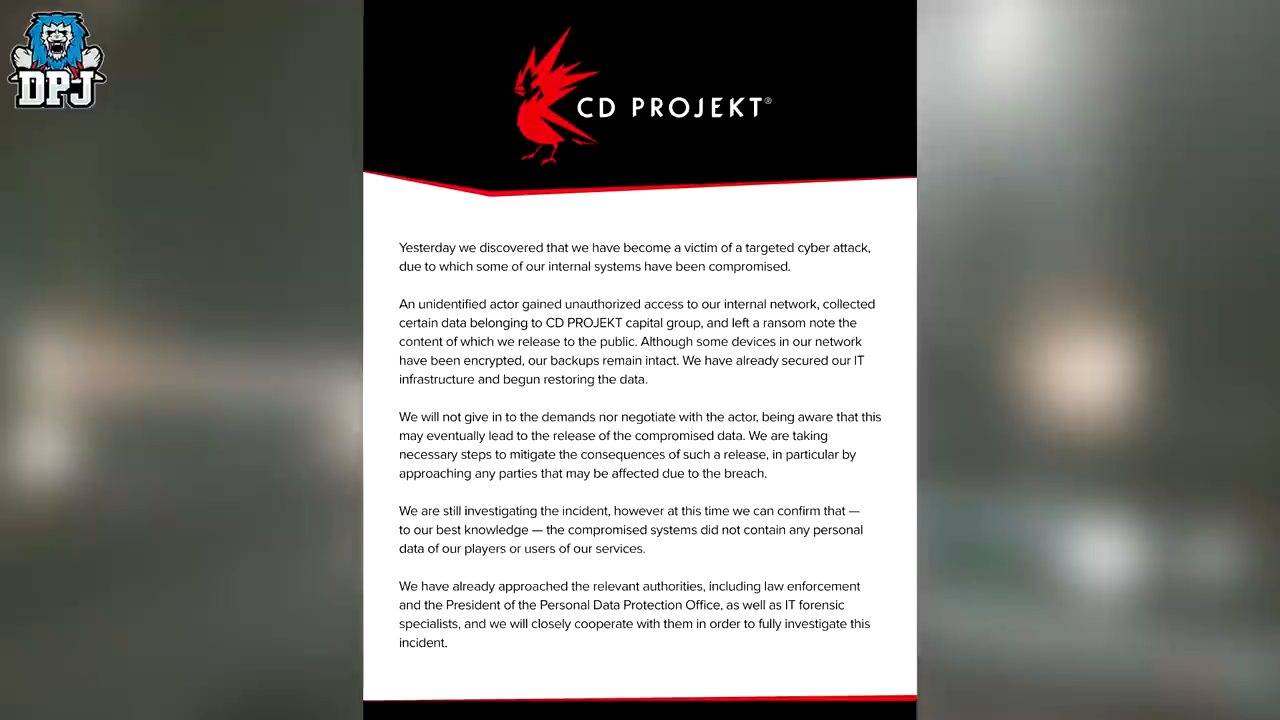 DPJ
CD PROJEKT®
Yesterday we discovered that we have become a victim of a targeted cyber attack,
due to which some of our internal systems have been compromised.
An unidentified actor gained unauthorized access to our internal network, collected
certain data belonging to CD PROJEKT capital group, and left a ransom note the
content of which we release to the public. Although some devices in our network
have been encrypted, our backups remain intact. We have already secured our IT
infrastructure and begun restoring the data.
We will not give in to the demands nor negotiate with the actor, being aware that this
may eventually lead to the release of the compromised data. We are taking
necessary steps to mitigate the consequences of such a release, in particular by
approaching any parties that may be affected due to the breach.
We are still investigating the incident, however at this time we can confirm that —
to our best knowledge — the compromised systems did not contain any personal
data of our players or users of our services.
We have already approached the relevant authorities, including law enforcement
and the President of the Personal Data Protection Office, as well as IT forensic
specialists, and we will closely cooperate with them in order to fully investigate this
incident.